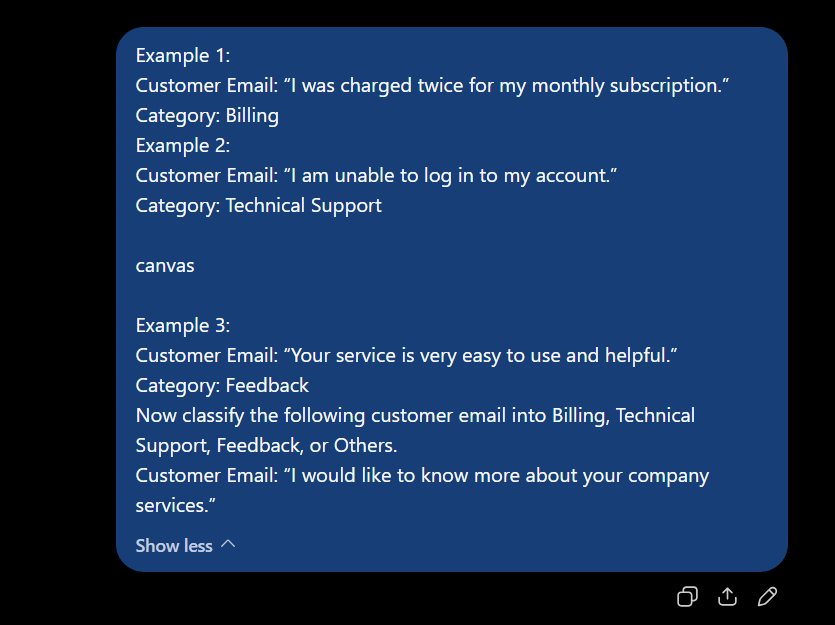 Example 1:
Customer Email: “I was charged twice for my monthly subscription.”
Category: Billing
Example 2:
Customer Email: “I am unable to log in to my account.”
Category: Technical Support
canvas
Example 3:
Customer Email: “Your service is very easy to use and helpful.”
Category: Feedback
Now classify the following customer email into Billing, Technical
Support, Feedback, or Others.
Customer Email: “I would like to know more about your company
services.”
Show less